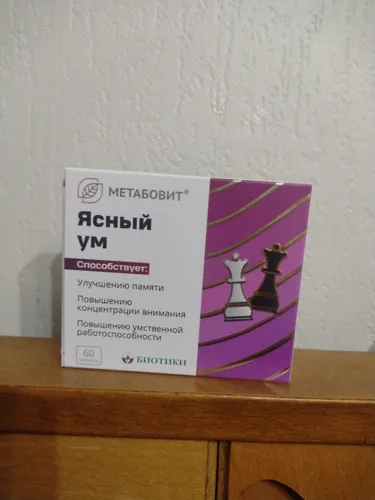 МЕТАБОВИТ®
Ясный
ум
Способствует:
Улучшению памяти
Повышению
концентрации внимания
Повышению умственной
работоспособности
60
БИОТИКИ